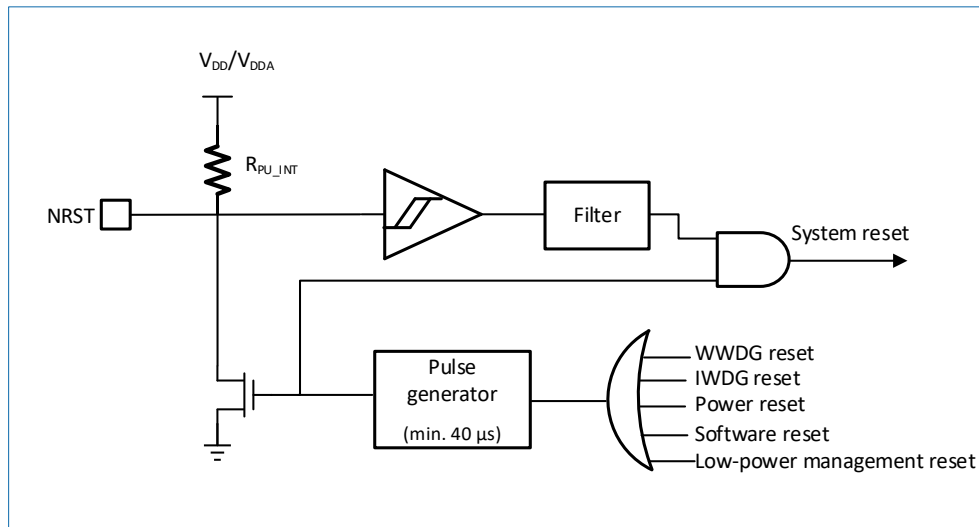 VDD/VDDA
RPU_INT
NRST
Filter
System reset
Pulse
generator
(min. 40 µs)
WWDG reset
IWDG reset
Power reset
Software reset
Low-power management reset